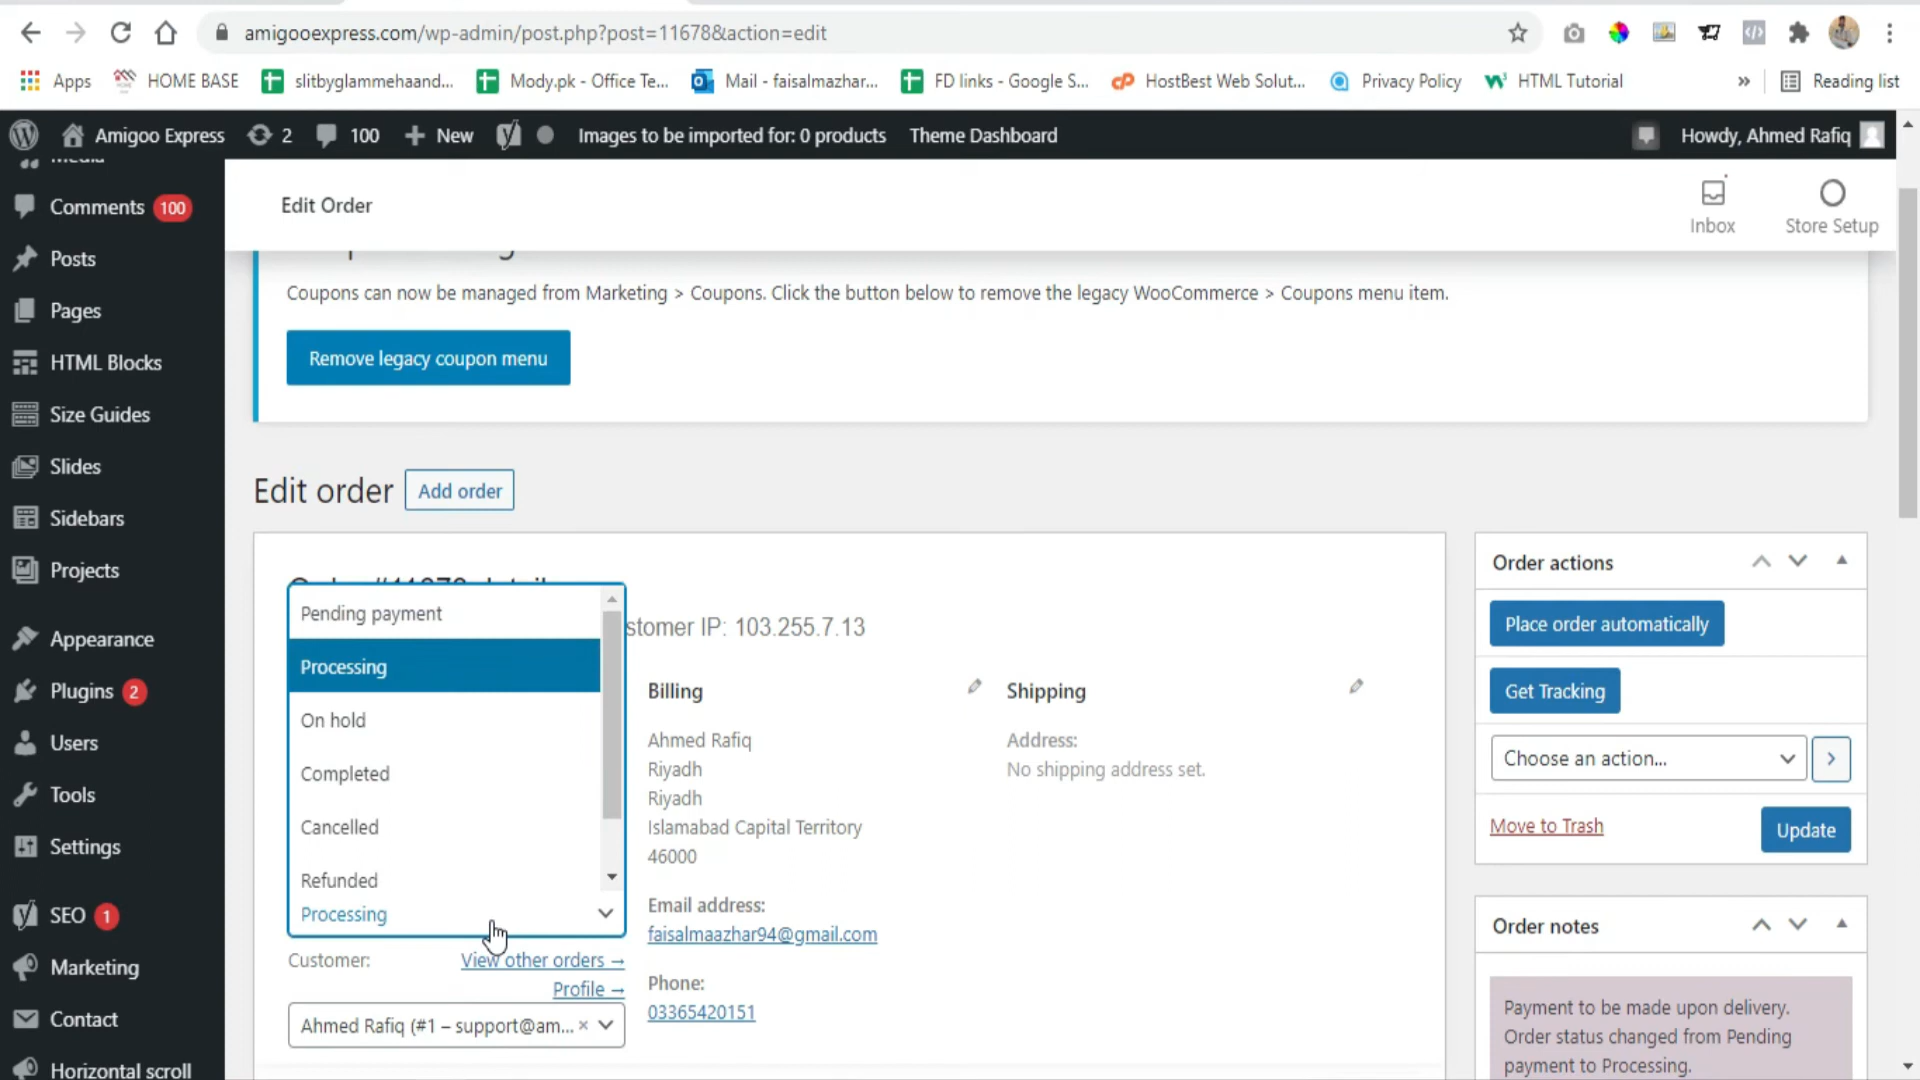 amigooexpress.com/wp-admin/post.php?post=11678&action=edit
Apps
HOME BASE
slitbyglammehaand...
Mody.pk - Office Te...
Mail - faisalmazhar...
FD links - Google S...
HostBest Web Solut...
Privacy Policy
HTML Tutorial
»
Reading list
Amigoo Express
2
100
+ New
Images to be imported for: 0 products
Theme Dashboard
Howdy, Ahmed Rafiq
Media
Comments 100
Posts
Pages
HTML Blocks
Size Guides
Slides
Sidebars
Projects
Appearance
Plugins 2
Users
Tools
Settings
SEO 1
Marketing
Contact
Horizontal scroll
Edit Order
Inbox
Store Setup
Coupons can now be managed from Marketing > Coupons. Click the button below to remove the legacy WooCommerce > Coupons menu item.
Remove legacy coupon menu
Edit order
Add order
Pending payment
Processing
On hold
Completed
Cancelled
Refunded
Processing
Customer:
View other orders →
Profile →
Ahmed Rafiq (#1 – support@am... ×
stomer IP: 103.255.7.13
Billing
Ahmed Rafiq
Riyadh
Riyadh
Islamabad Capital Territory
46000
Email address:
faisalmaazhar94@gmail.com
Phone:
03365420151
Shipping
Address:
No shipping address set.
Order actions
Place order automatically
Get Tracking
Choose an action...
Move to Trash
Update
Order notes
Payment to be made upon delivery.
Order status changed from Pending
payment to Processing.